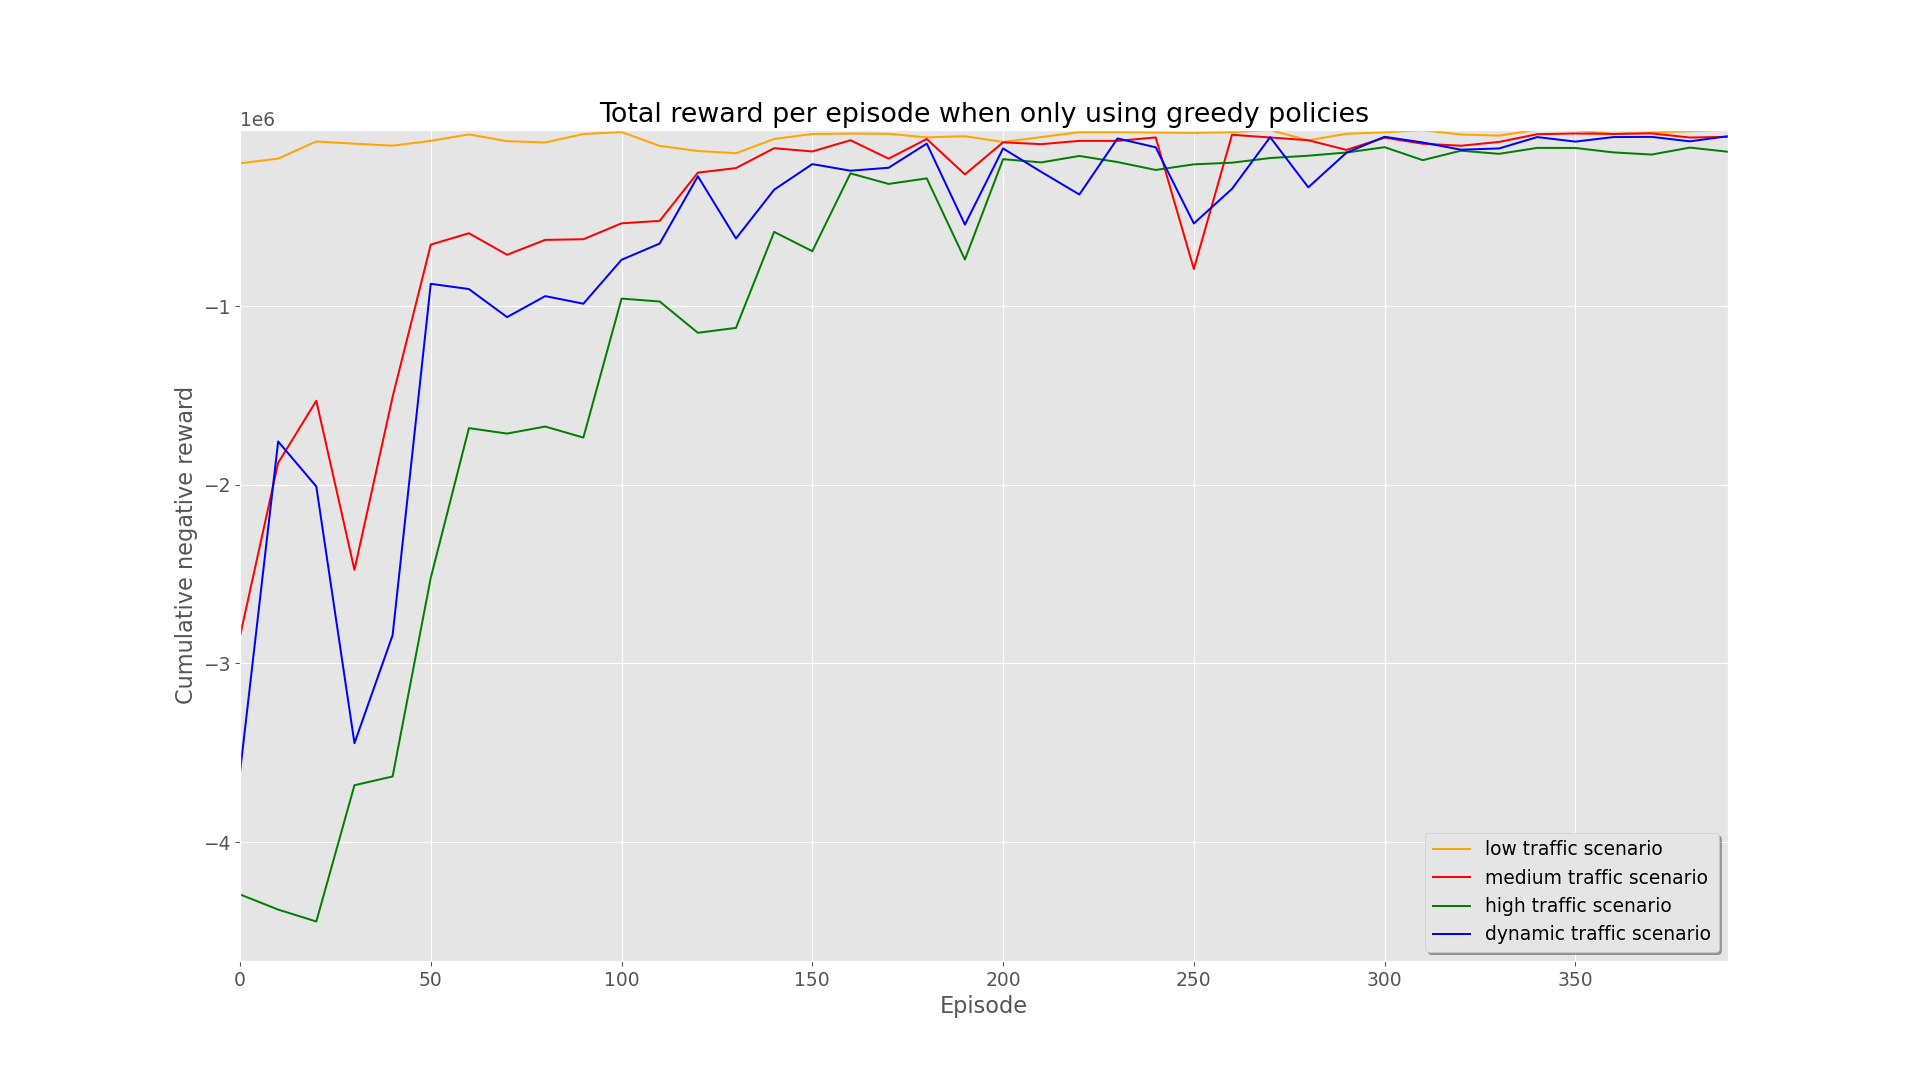 Total reward per episode when only using greedy policies
1e6
−1
−2
−3
−4
Cumulative negative reward
0 50 100 150 200 250 300 350
Episode
low traffic scenario
medium traffic scenario
high traffic scenario
dynamic traffic scenario